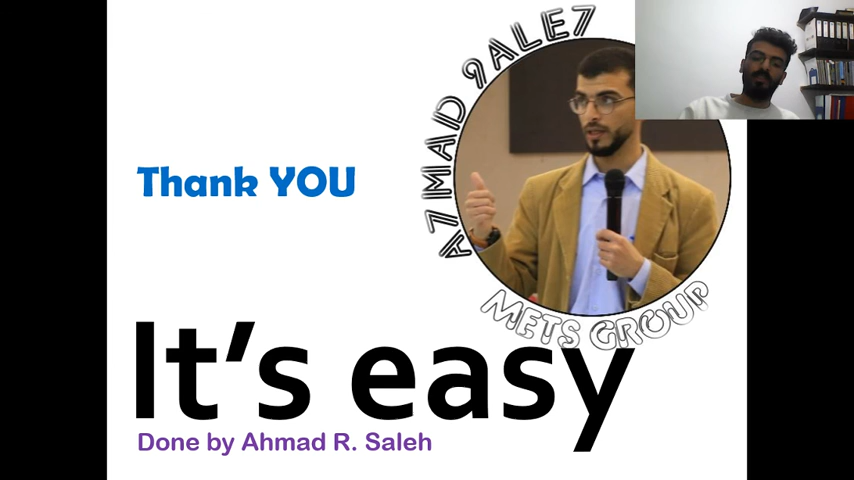 A7MAD 9ALE7
Thank YOU
METS GROUP
It's easy
Done by Ahmad R. Saleh